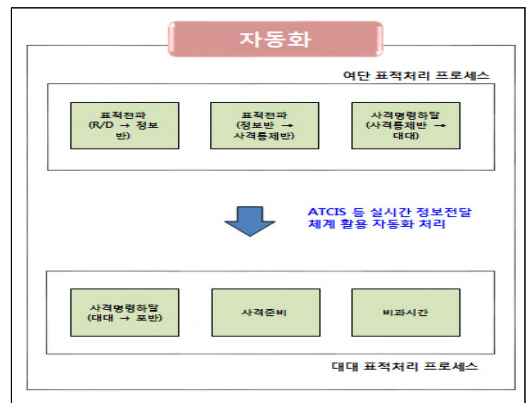 자동화
여단 표적처리 프로세스
표적전파
(R/D → 정보
반)
표적전파
(정보반 →
사격통제반)
사격명령하달
(사격통제반 →
대대)
ATCIS 등 실시간 정보전달
체계 활용 자동화 처리
사격명령하달
(대대 → 포반)
사격준비
비과시간
대대 표적처리 프로세스